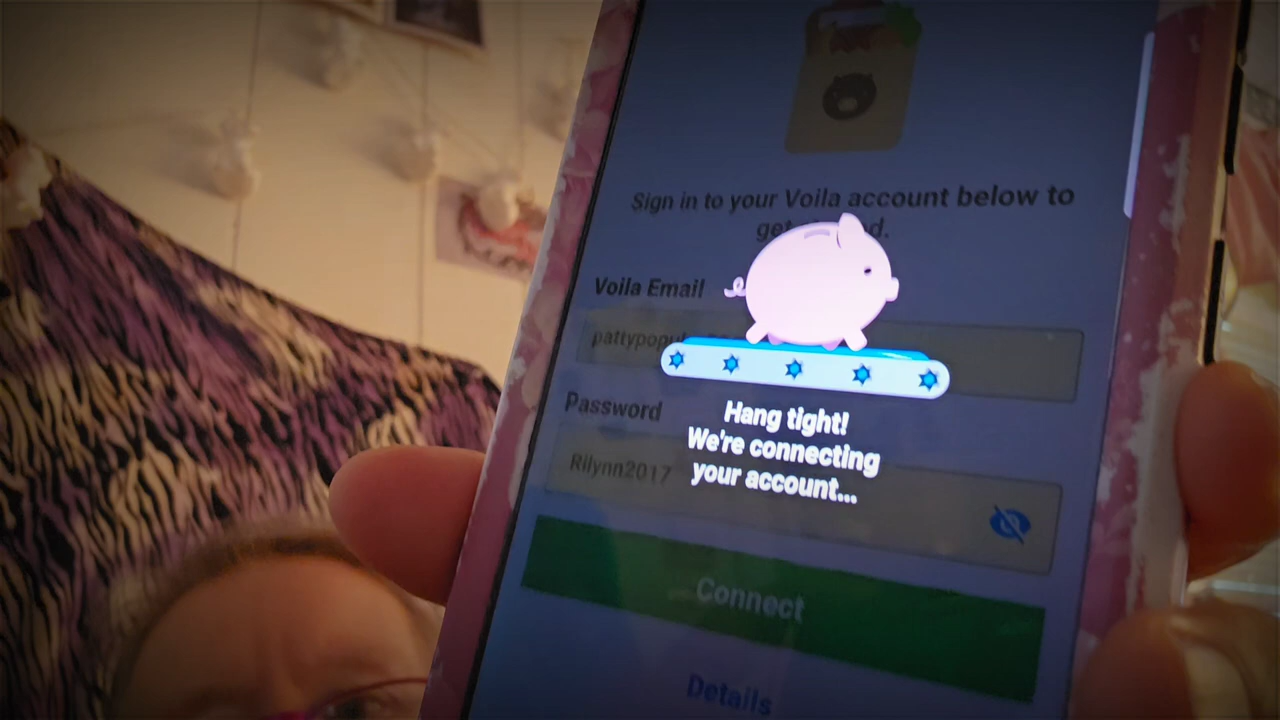 Sign in to your Voila account below to
Voila Email
Password
Rilynn2017
Hang tight!
We're connecting
your account...
Connect
Details